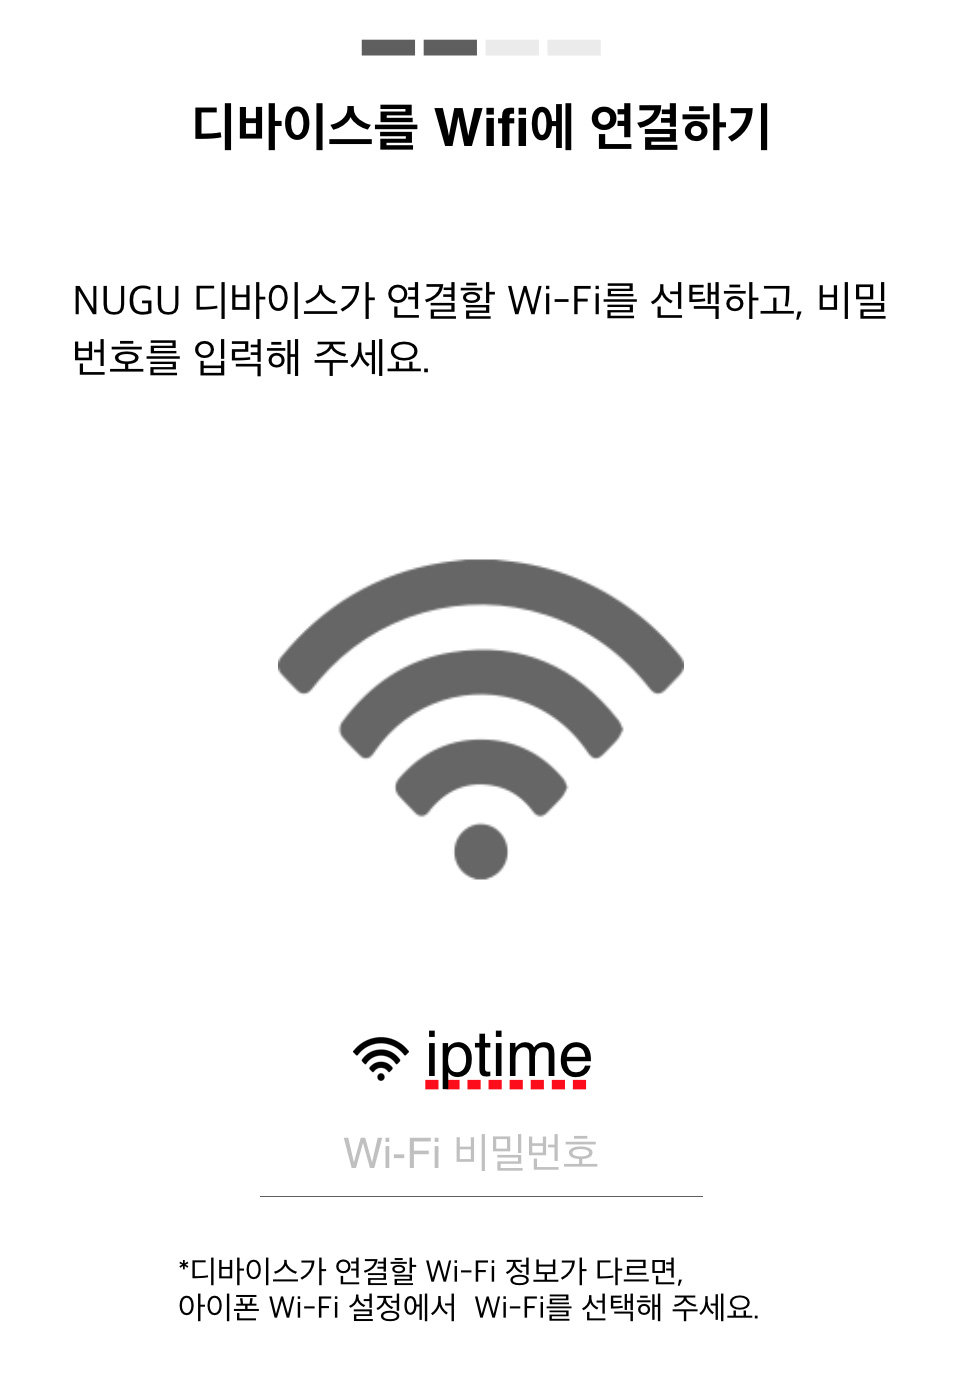 디바이스를 Wifi에 연결하기
NUGU 디바이스가 연결할 Wi-Fi를 선택하고, 비밀
번호를 입력해 주세요.
iptime
Wi-Fi 비밀번호
*디바이스가 연결할 Wi-Fi 정보가 다르면,
아이폰 Wi-Fi 설정에서  Wi-Fi를 선택해 주세요.